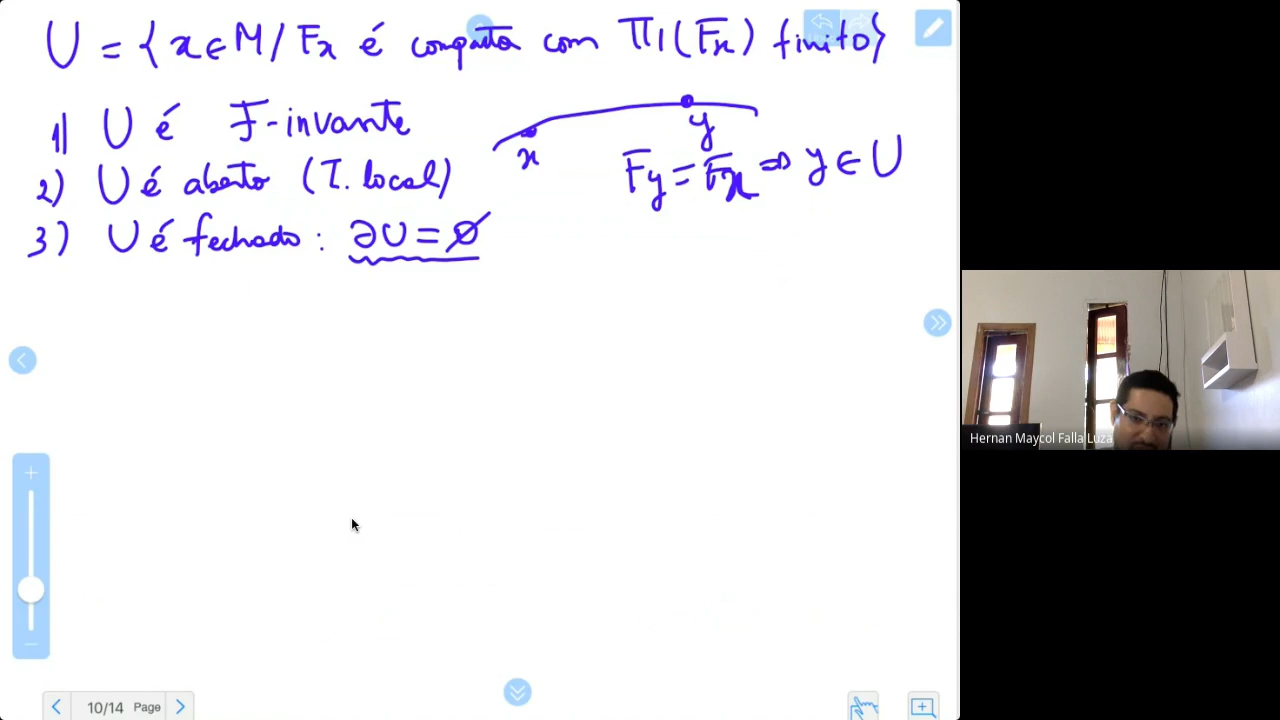 U = { x ∈ M / Fx é compacta com Π1(Fx) finito }
1) U é F-invante
x y
2) U é aberto (T. local)
Fy = Fx ⇒ y ∈ U
3) U é fechado : ∂U = ∅
Hernan Maycol Falla Luza
10/14 Page